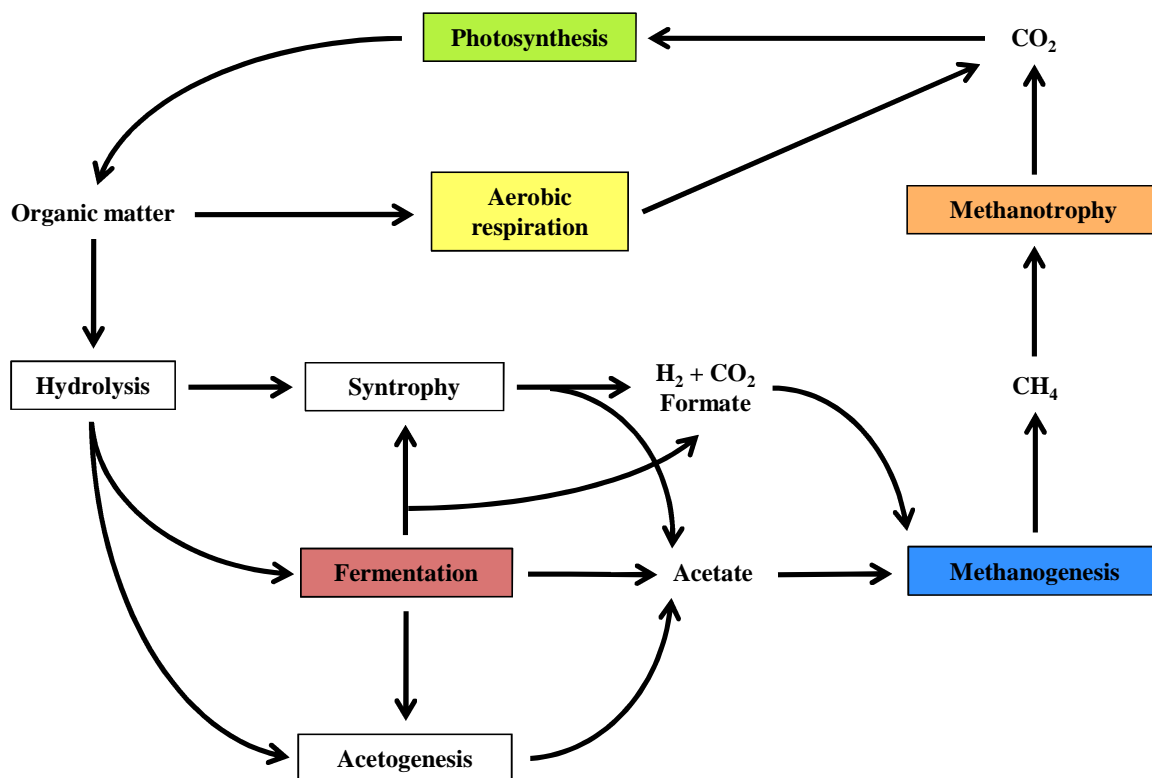 Photosynthesis
CO₂
Aerobic
respiration
Methanotrophy
Organic matter
Hydrolysis
Syntrophy
H₂ + CO₂
Formate
CH₄
Fermentation
Acetate
Methanogenesis
Acetogenesis